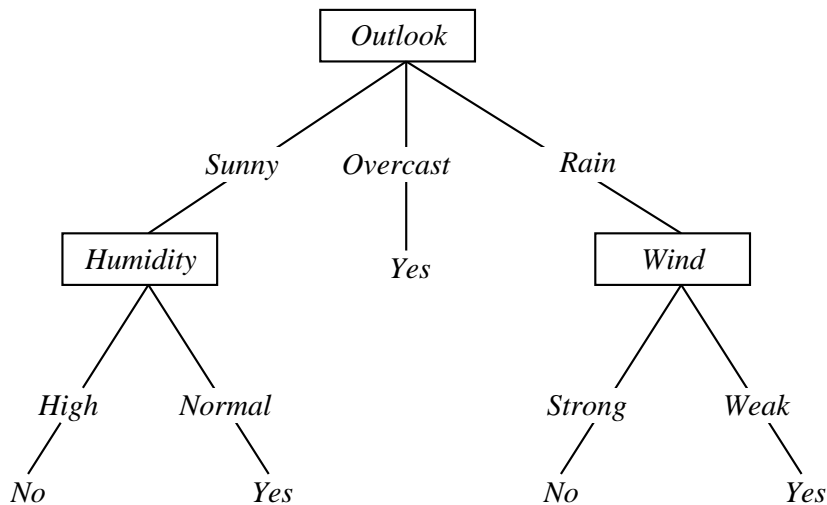 Outlook
Sunny Overcast Rain
Humidity Yes Wind
High Normal Strong Weak
No Yes No Yes